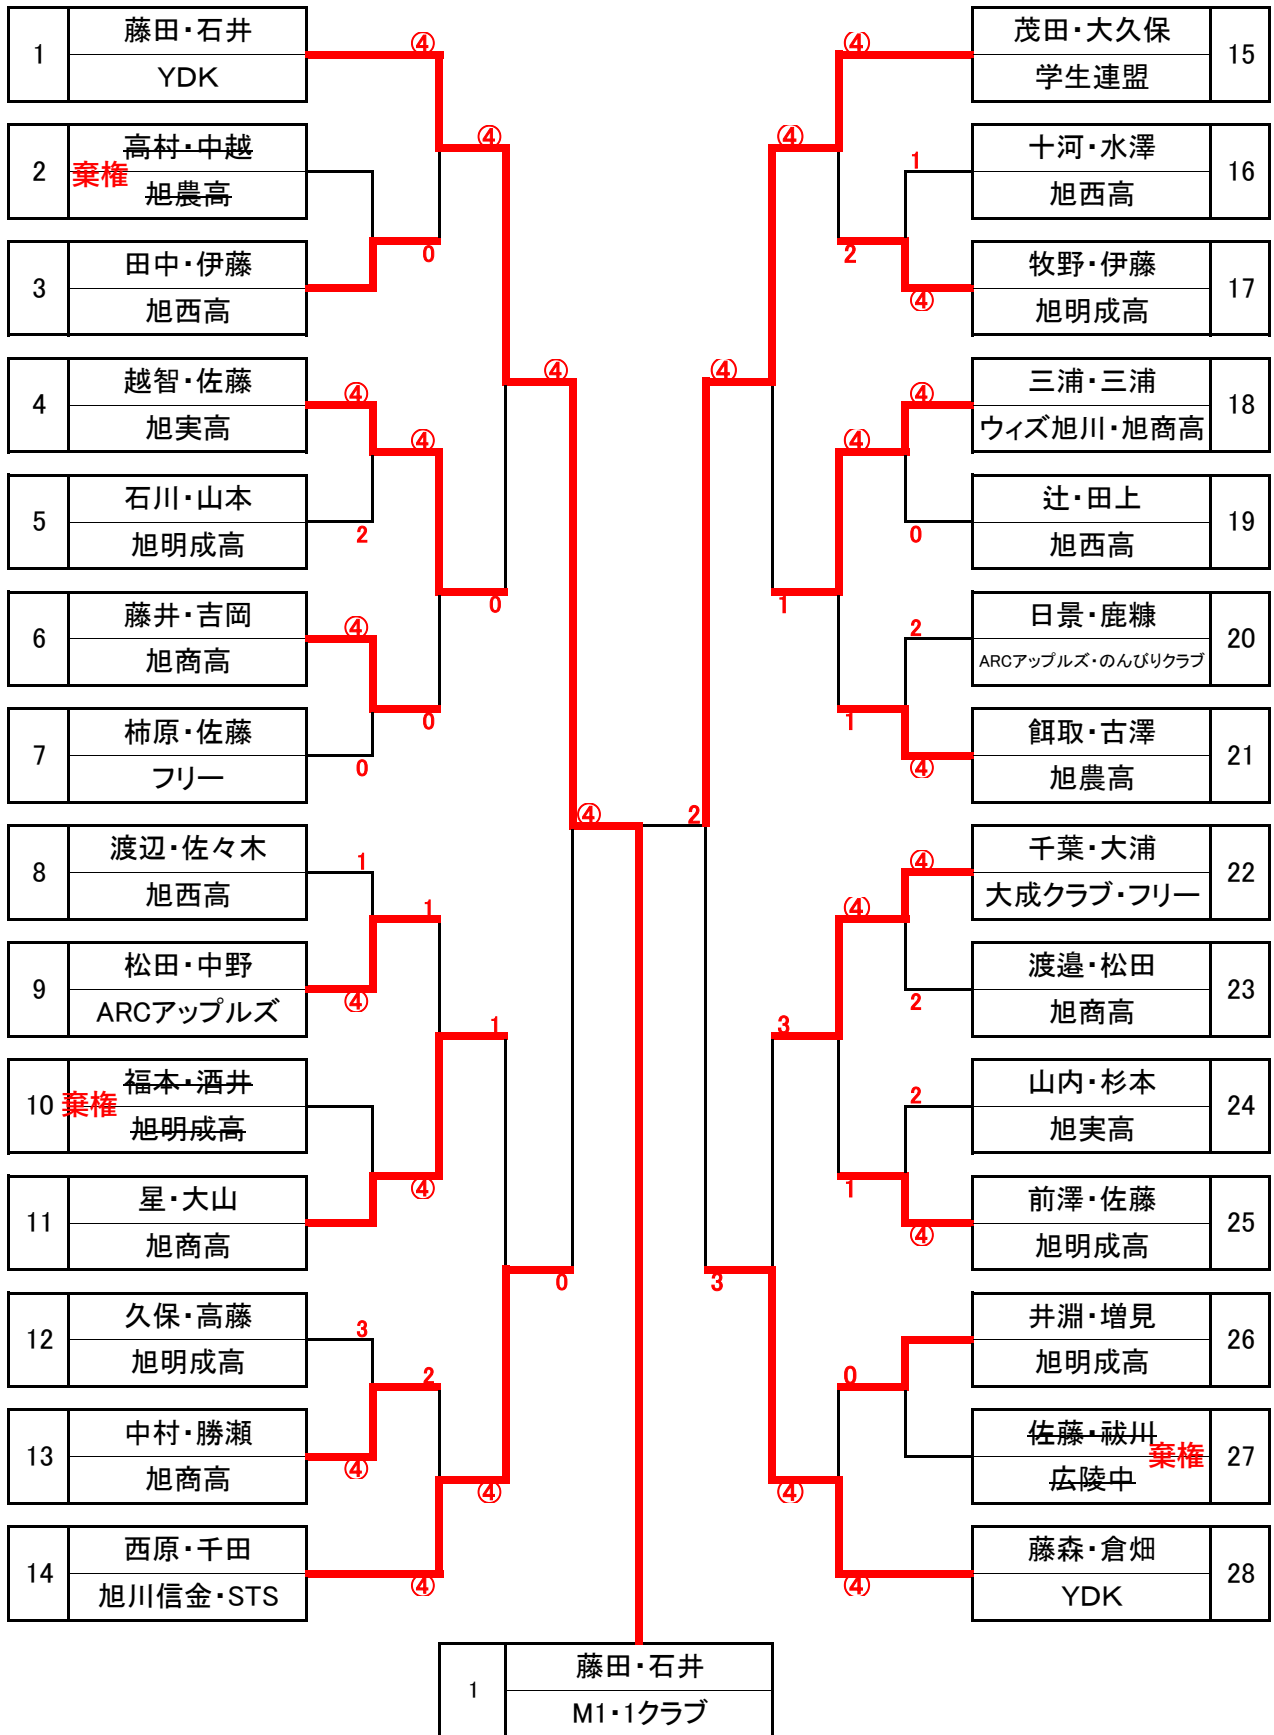 1
藤田・石井
YDK
④
2
高村・中越
棄権
旭農高
0
3
田中・伊藤
旭西高
④
4
越智・佐藤
旭実高
④
④
5
石川・山本
旭明成高
2
0
6
藤井・吉岡
旭商高
④
0
7
柿原・佐藤
フリー
0
④
8
渡辺・佐々木
旭西高
1
1
9
松田・中野
ARCアップルズ
④
1
10
福本・酒井
棄権
旭明成高
④
11
星・大山
旭商高
0
12
久保・高藤
旭明成高
3
2
13
中村・勝瀬
旭商高
④
④
14
西原・千田
旭川信金・STS
④
④
2
茂田・大久保
学生連盟
15
④
④
十河・水澤
旭西高
16
1
2
牧野・伊藤
旭明成高
17
④
④
三浦・三浦
ウィズ旭川・旭商高
18
④
④
辻・田上
旭西高
19
0
1
日景・鹿糠
ARCアップルズ・のんびりクラブ
20
2
1
餌取・古澤
旭農高
21
④
千葉・大浦
大成クラブ・フリー
22
④
④
渡邉・松田
旭商高
23
2
3
山内・杉本
旭実高
24
2
1
前澤・佐藤
旭明成高
25
④
3
井淵・増見
旭明成高
26
0
佐藤・祓川
棄権
広陵中
27
④
藤森・倉畑
YDK
28
④
1
藤田・石井
M1・1クラブ